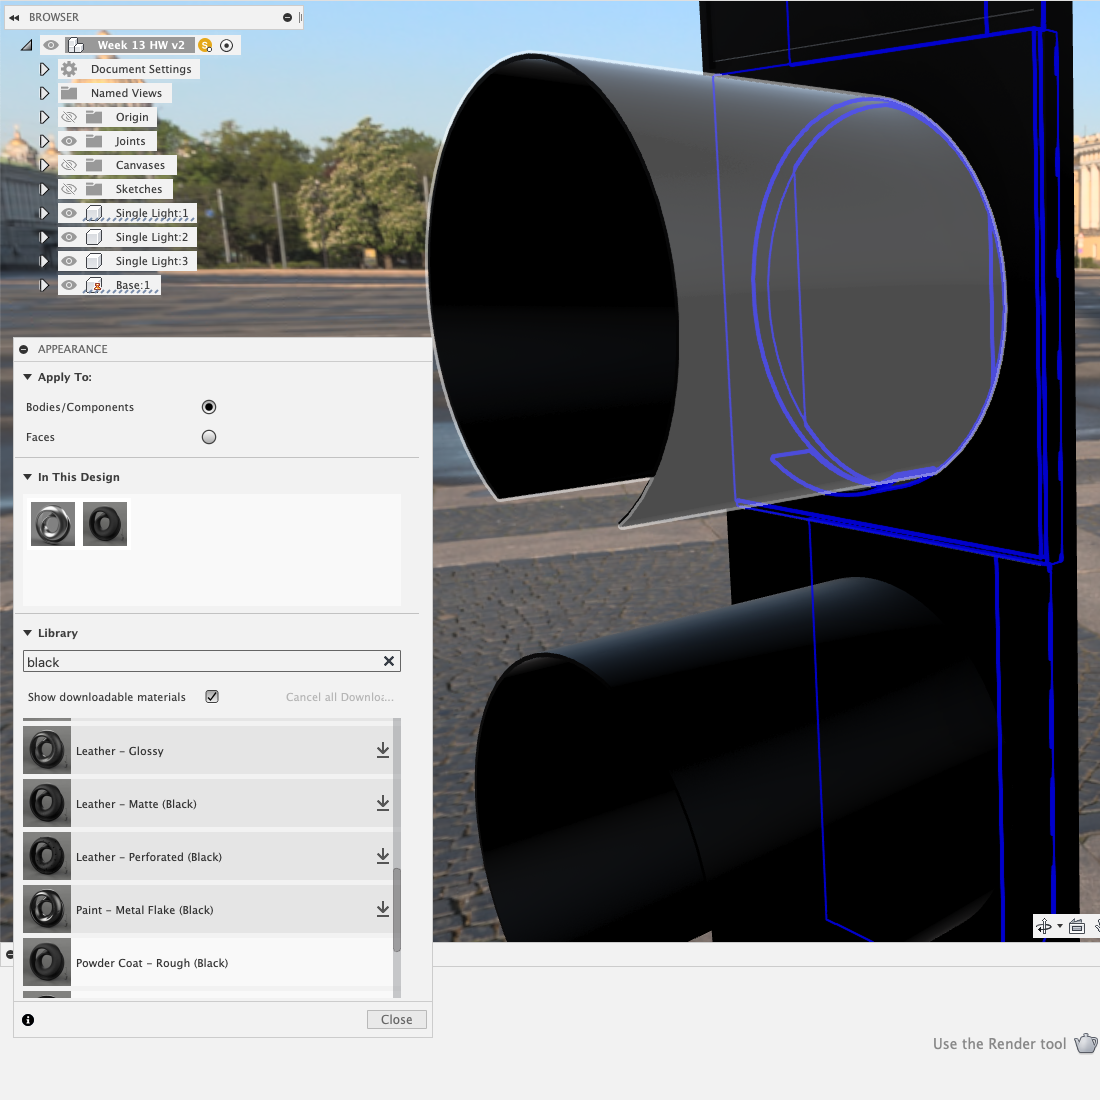 BROWSER
Week 13 HW v2
S
Document Settings
Named Views
Origin
Joints
Canvases
Sketches
Single Light:1
Single Light:2
Single Light:3
Base:1
APPEARANCE
Apply To:
Bodies/Components
Faces
In This Design
Library
black
Show downloadable materials
Cancel all Downloa...
Leather - Glossy
Leather - Matte (Black)
Leather - Perforated (Black)
Paint - Metal Flake (Black)
Powder Coat - Rough (Black)
Close
Use the Render tool